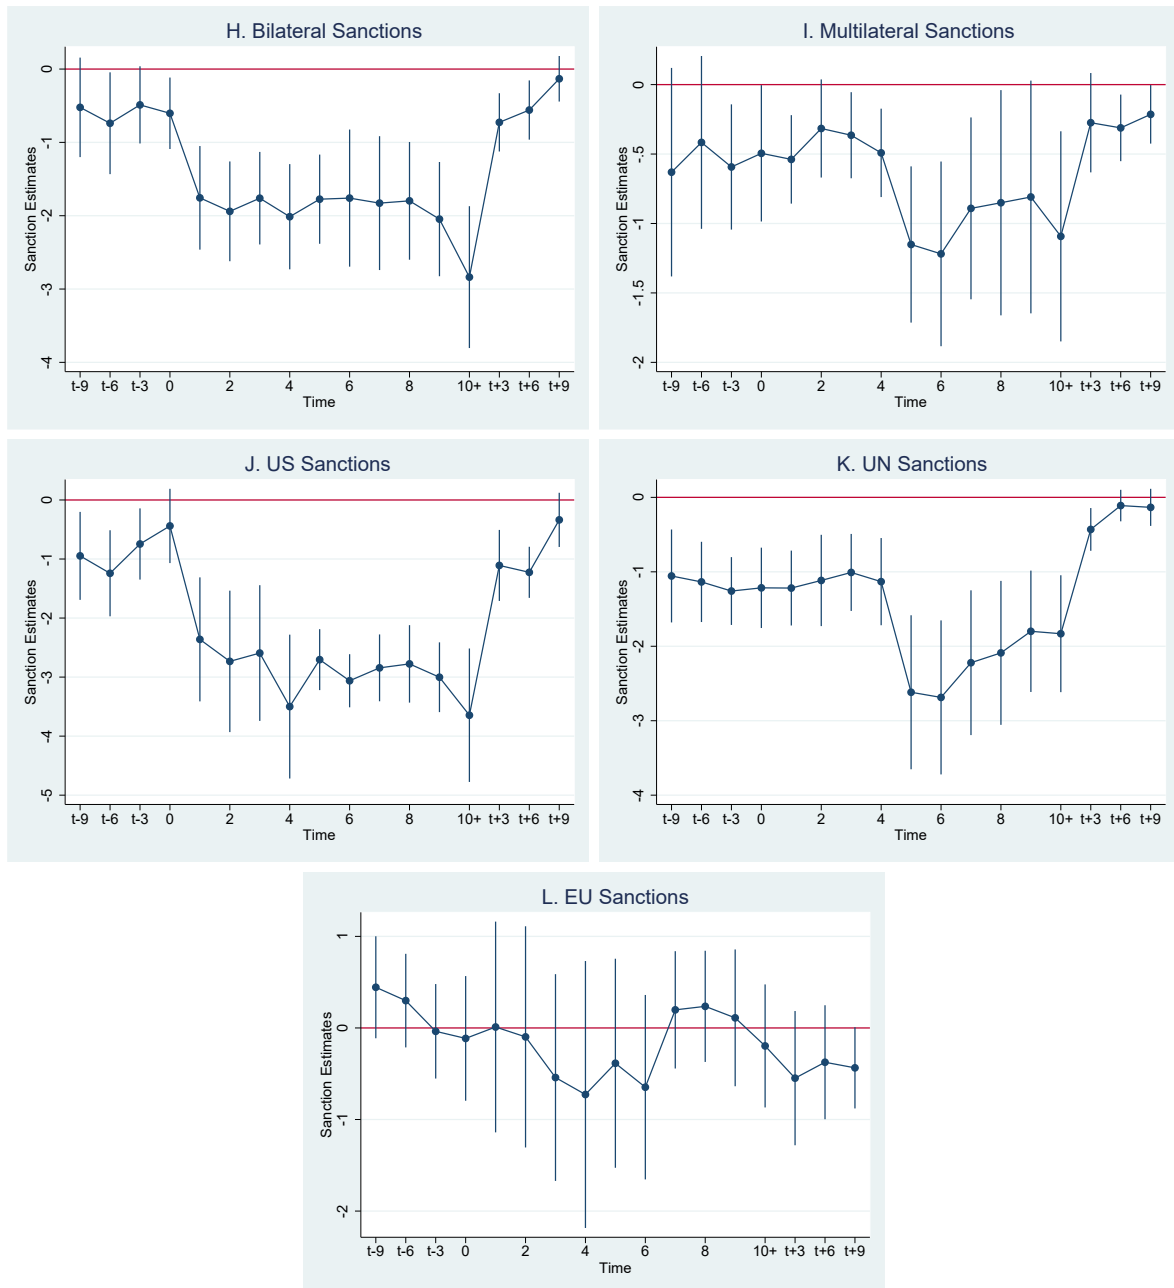 H. Bilateral Sanctions
Sanction Estimates
0
-1
-2
-3
-4
t-9 t-6 t-3 0 2 4 6 8 10+ t+3 t+6 t+9
Time
I. Multilateral Sanctions
Sanction Estimates
0
-.5
-1
-1.5
-2
t-9 t-6 t-3 0 2 4 6 8 10+ t+3 t+6 t+9
Time
J. US Sanctions
Sanction Estimates
0
-1
-2
-3
-4
-5
t-9 t-6 t-3 0 2 4 6 8 10+ t+3 t+6 t+9
Time
K. UN Sanctions
Sanction Estimates
0
-1
-2
-3
-4
t-9 t-6 t-3 0 2 4 6 8 10+ t+3 t+6 t+9
Time
L. EU Sanctions
Sanction Estimates
1
0
-1
-2
t-9 t-6 t-3 0 2 4 6 8 10+ t+3 t+6 t+9
Time